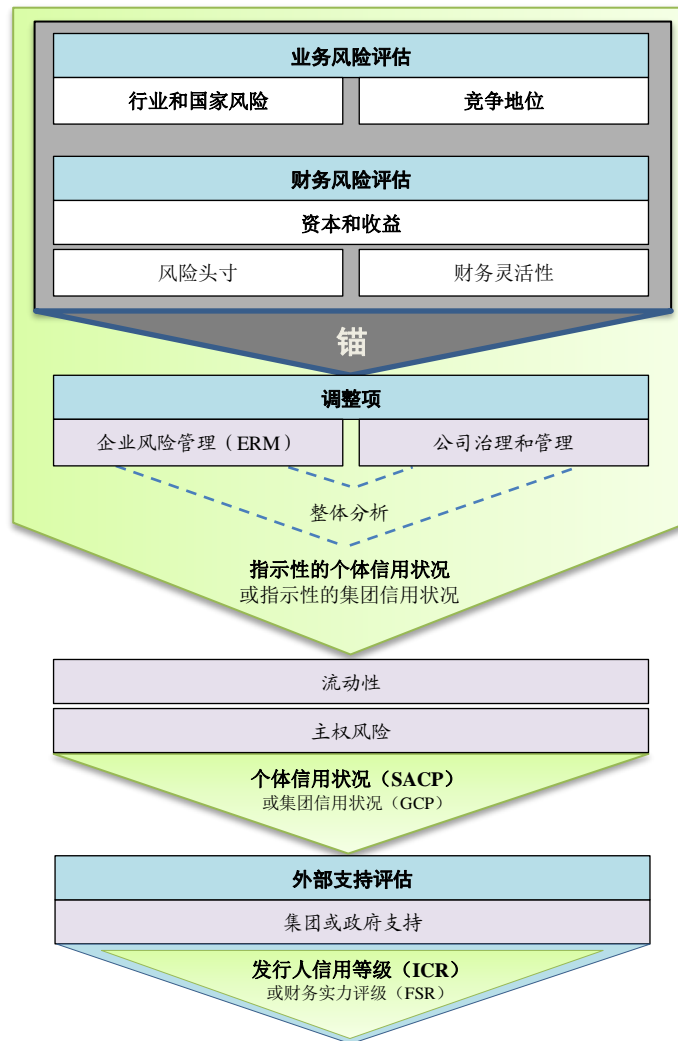 业务风险评估
行业和国家风险
竞争地位
财务风险评估
资本和收益
风险头寸
财务灵活性
锚
调整项
企业风险管理（ERM）
公司治理和管理
整体分析
指示性的个体信用状况
或指示性的集团信用状况
流动性
主权风险
个体信用状况（SACP）
或集团信用状况（GCP）
外部支持评估
集团或政府支持
发行人信用等级（ICR）
或财务实力评级（FSR）